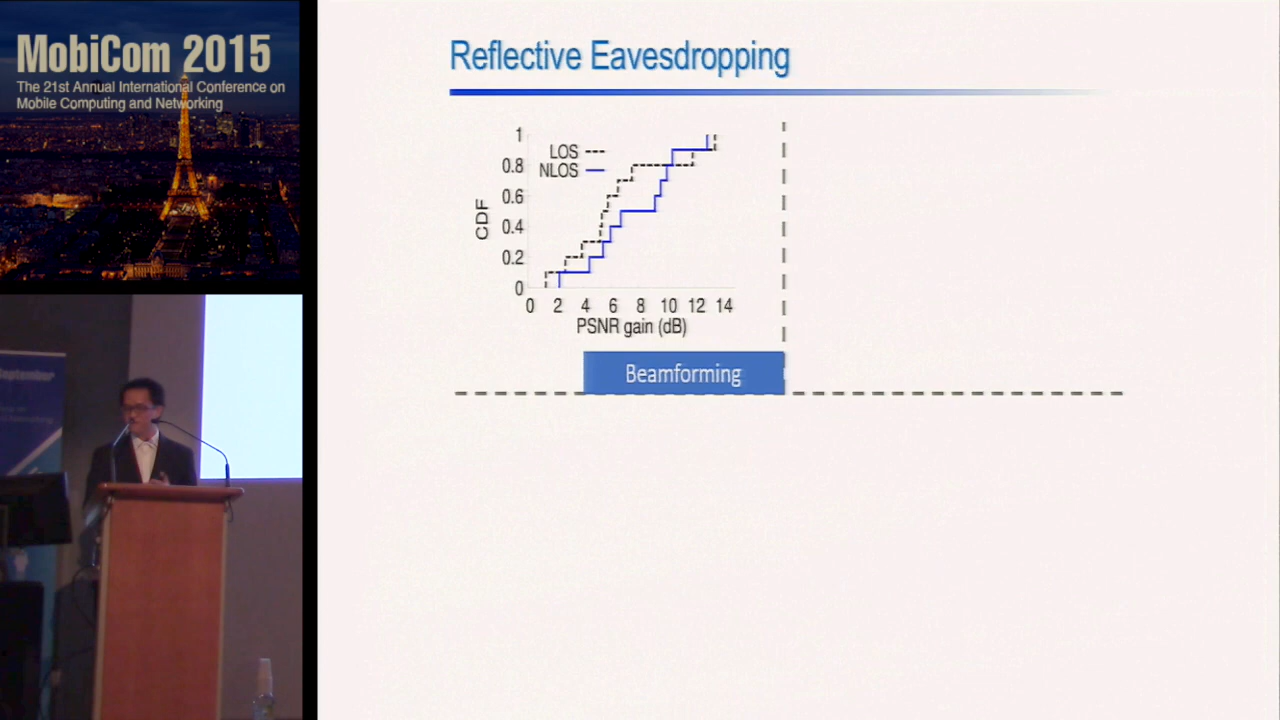 MobiCom 2015
The 21st Annual International Conference on
Mobile Computing and Networking
September
Reflective Eavesdropping
1
0.8
0.6
0.4
0.2
0
CDF
LOS
NLOS
0 2 4 6 8 10 12 14
PSNR gain (dB)
Beamforming